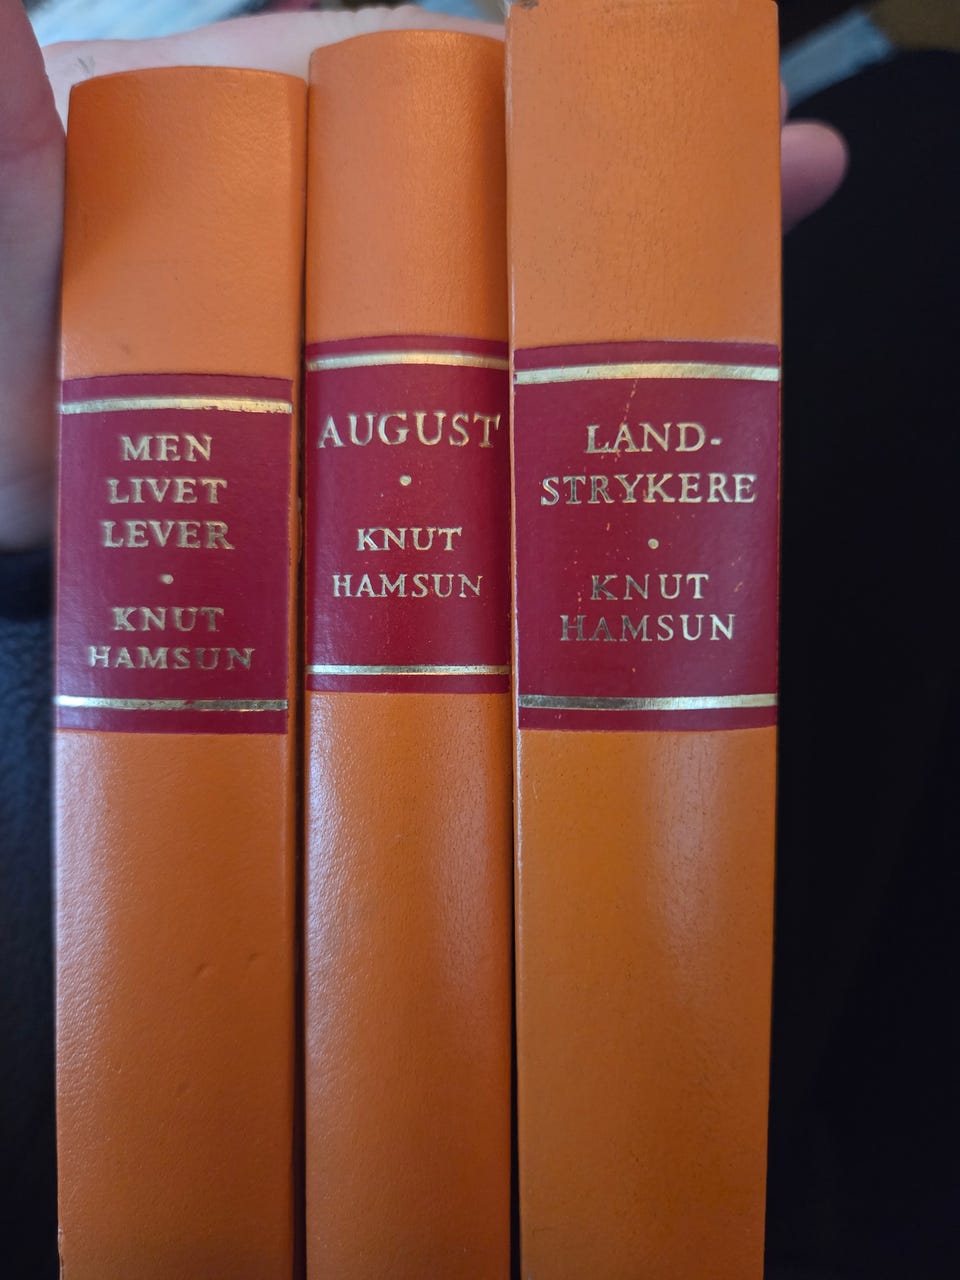 MEN
LIVET
LEVER
•
KNUT
HAMSUN
AUGUST
•
KNUT
HAMSUN
LAND-
STRYKERE
•
KNUT
HAMSUN